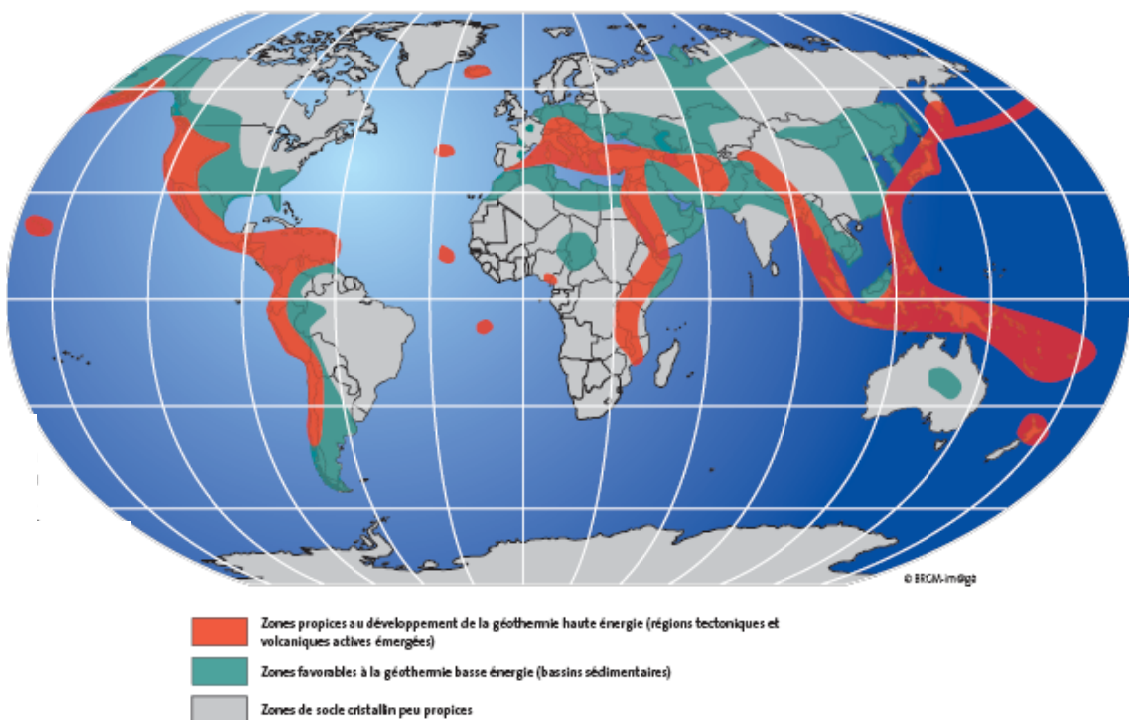 © BRGM-im@gé
Zones propices au développement de la géothermie haute énergie (régions tectoniques et
volcaniques actives émergées)
Zones favorables à la géothermie basse énergie (bassins sédimentaires)
Zones de socle cristallin peu propices